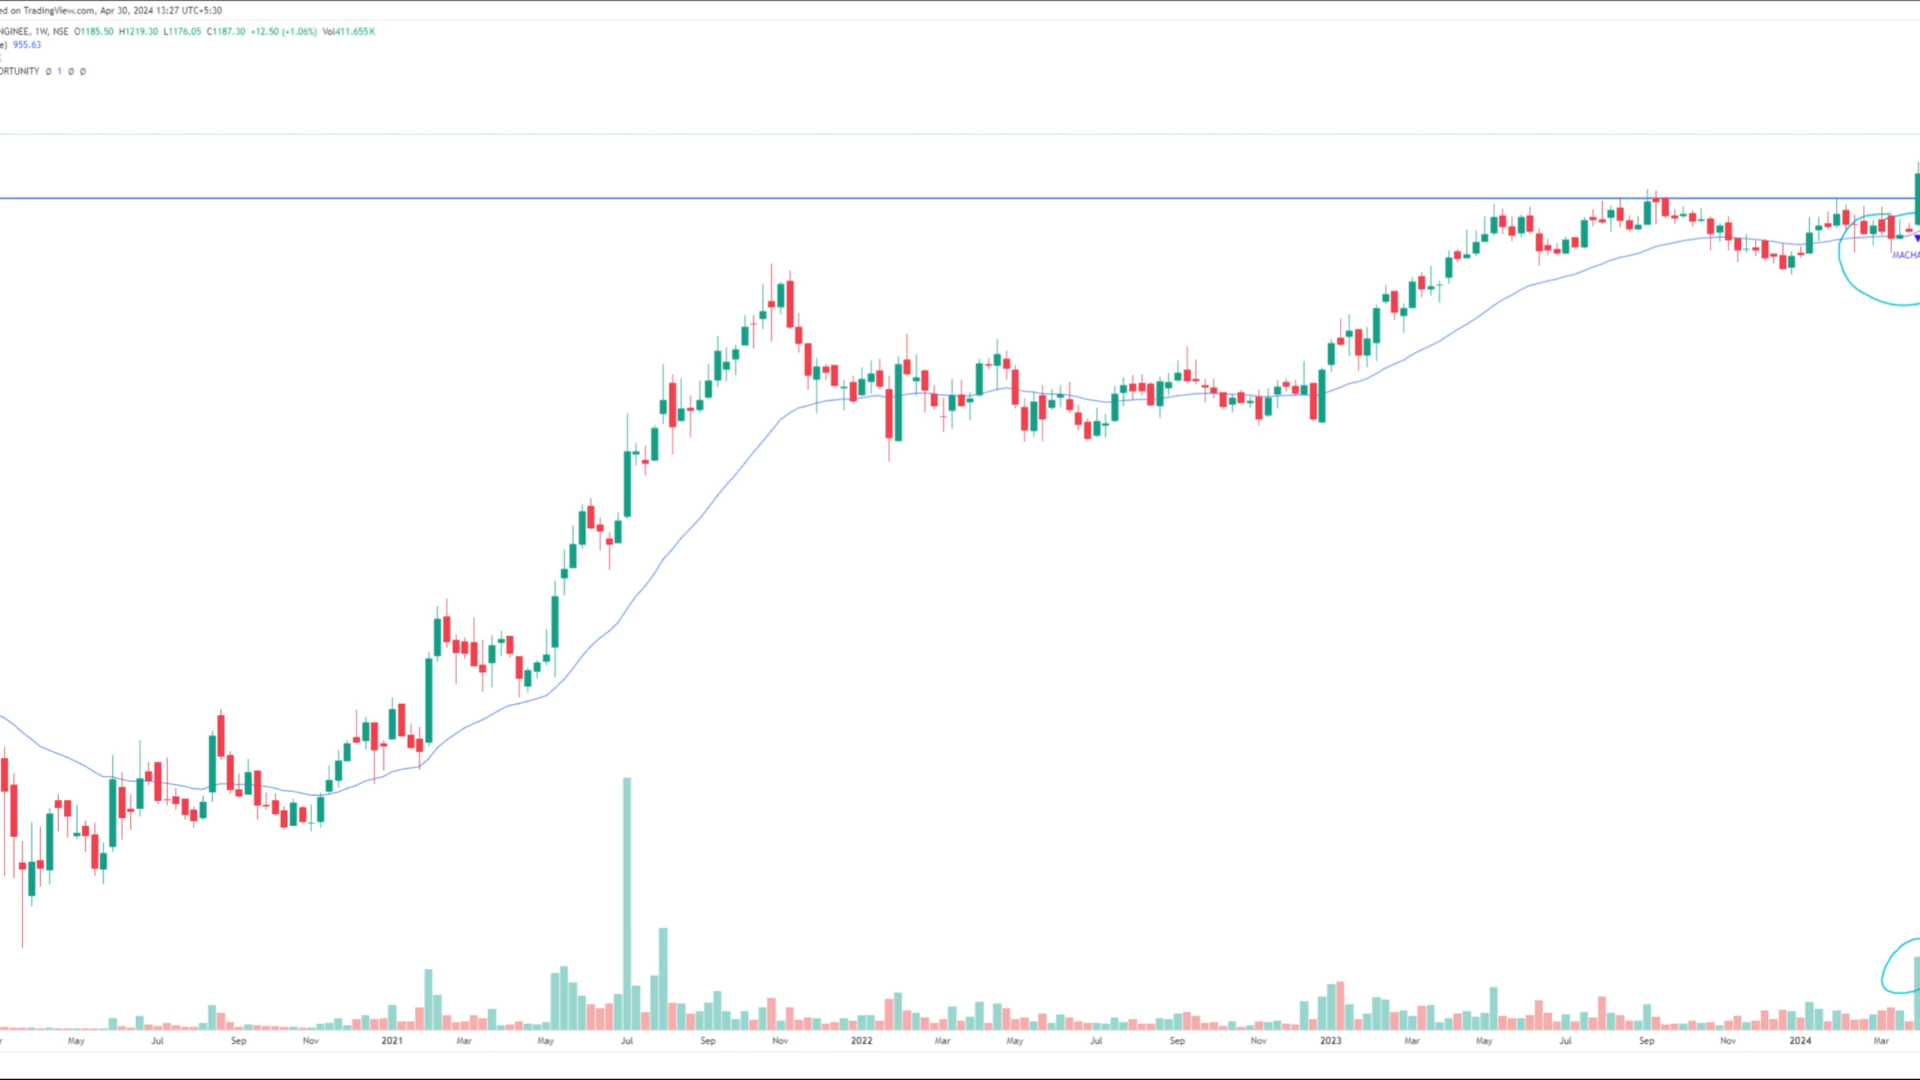 ed on TradingView.com, Apr 30, 2024 13:27 UTC+5:30
NGINEE, 1W, NSE O1185.50 H1219.30 L1176.05 C1187.30 +12.50 (+1.06%) Vol411.655K
e) 955.63
ORTUNITY Ø 1 Ø Ø
MACHA
May Jul Sep Nov 2021 Mar May Jul Sep Nov 2022 Mar May Jul Sep Nov 2023 Mar May Jul Sep Nov 2024 Mar